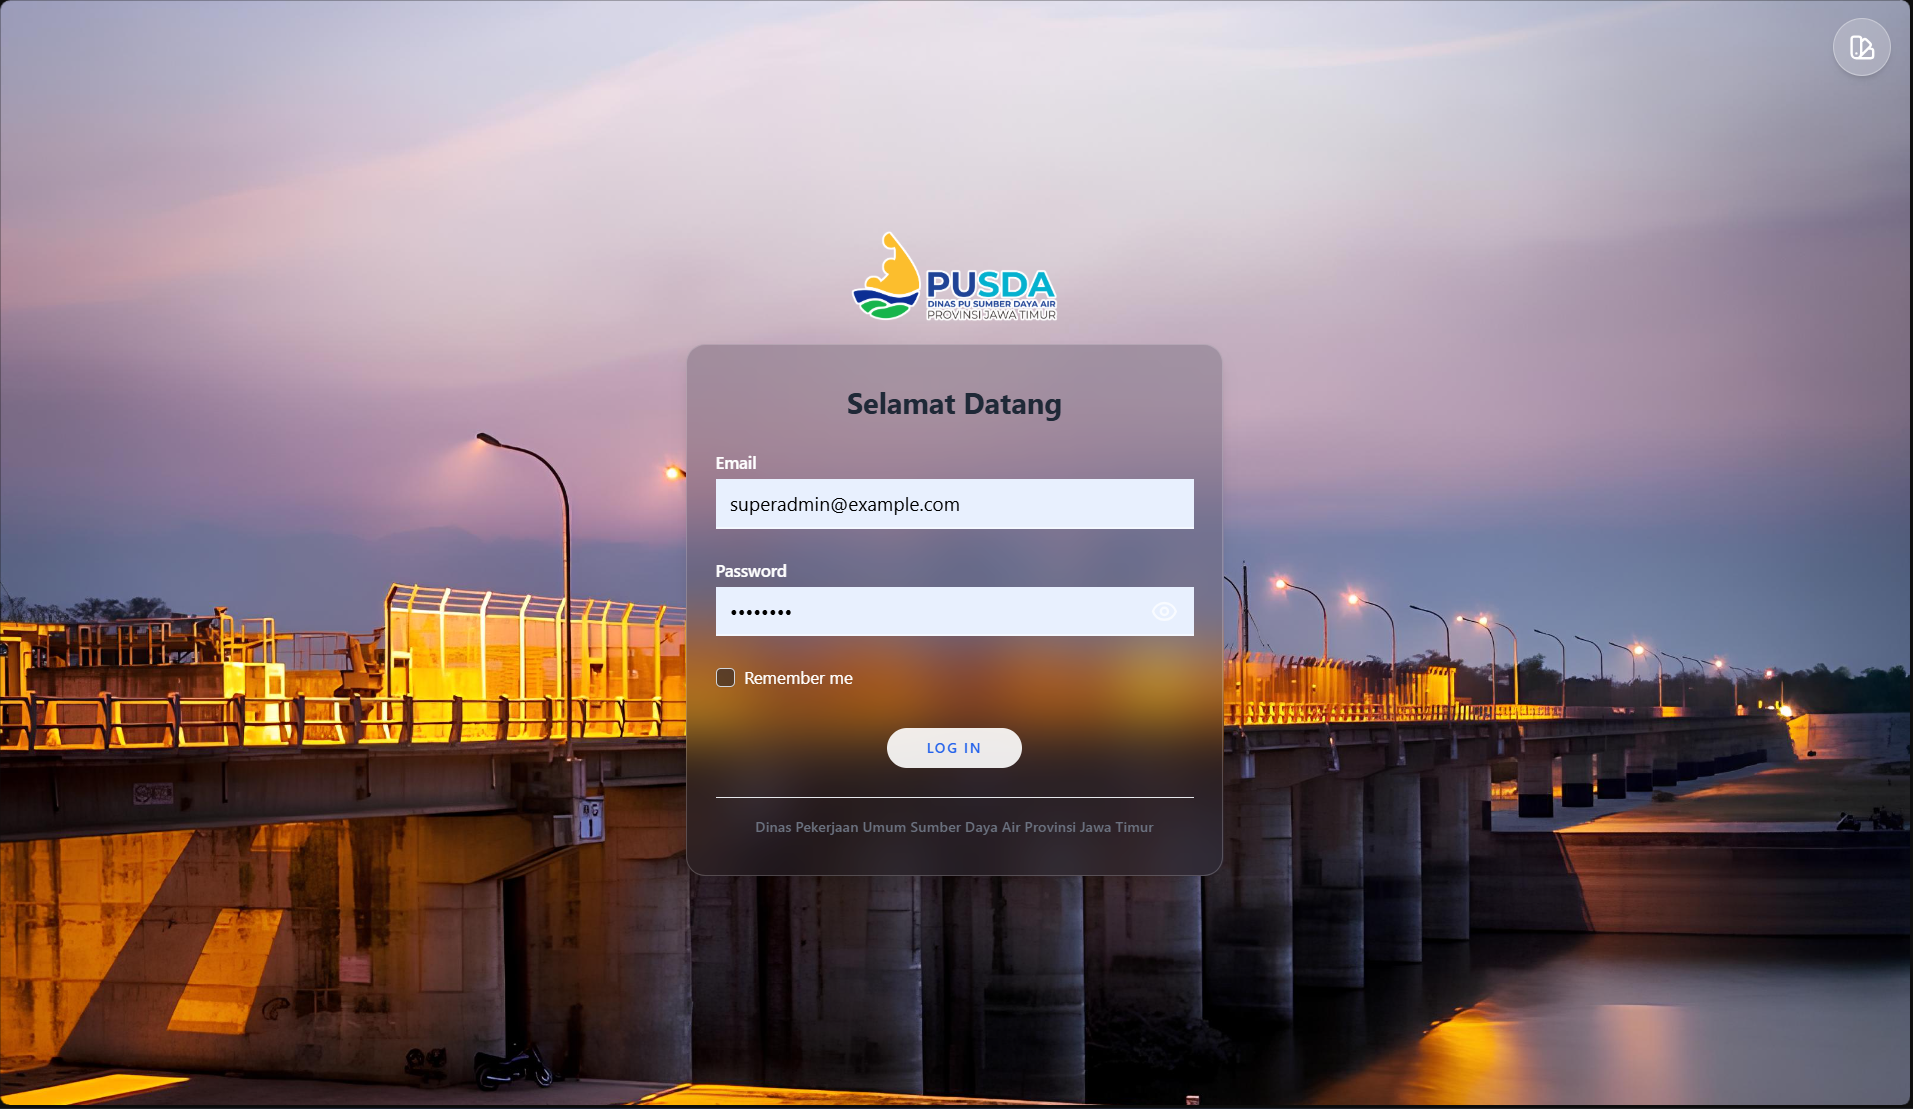 PUSDA
DINAS PU SUMBER DAYA AIR
PROVINSI JAWA TIMUR
Selamat Datang
Email
superadmin@example.com
Password
••••••••
Remember me
LOG IN
Dinas Pekerjaan Umum Sumber Daya Air Provinsi Jawa Timur